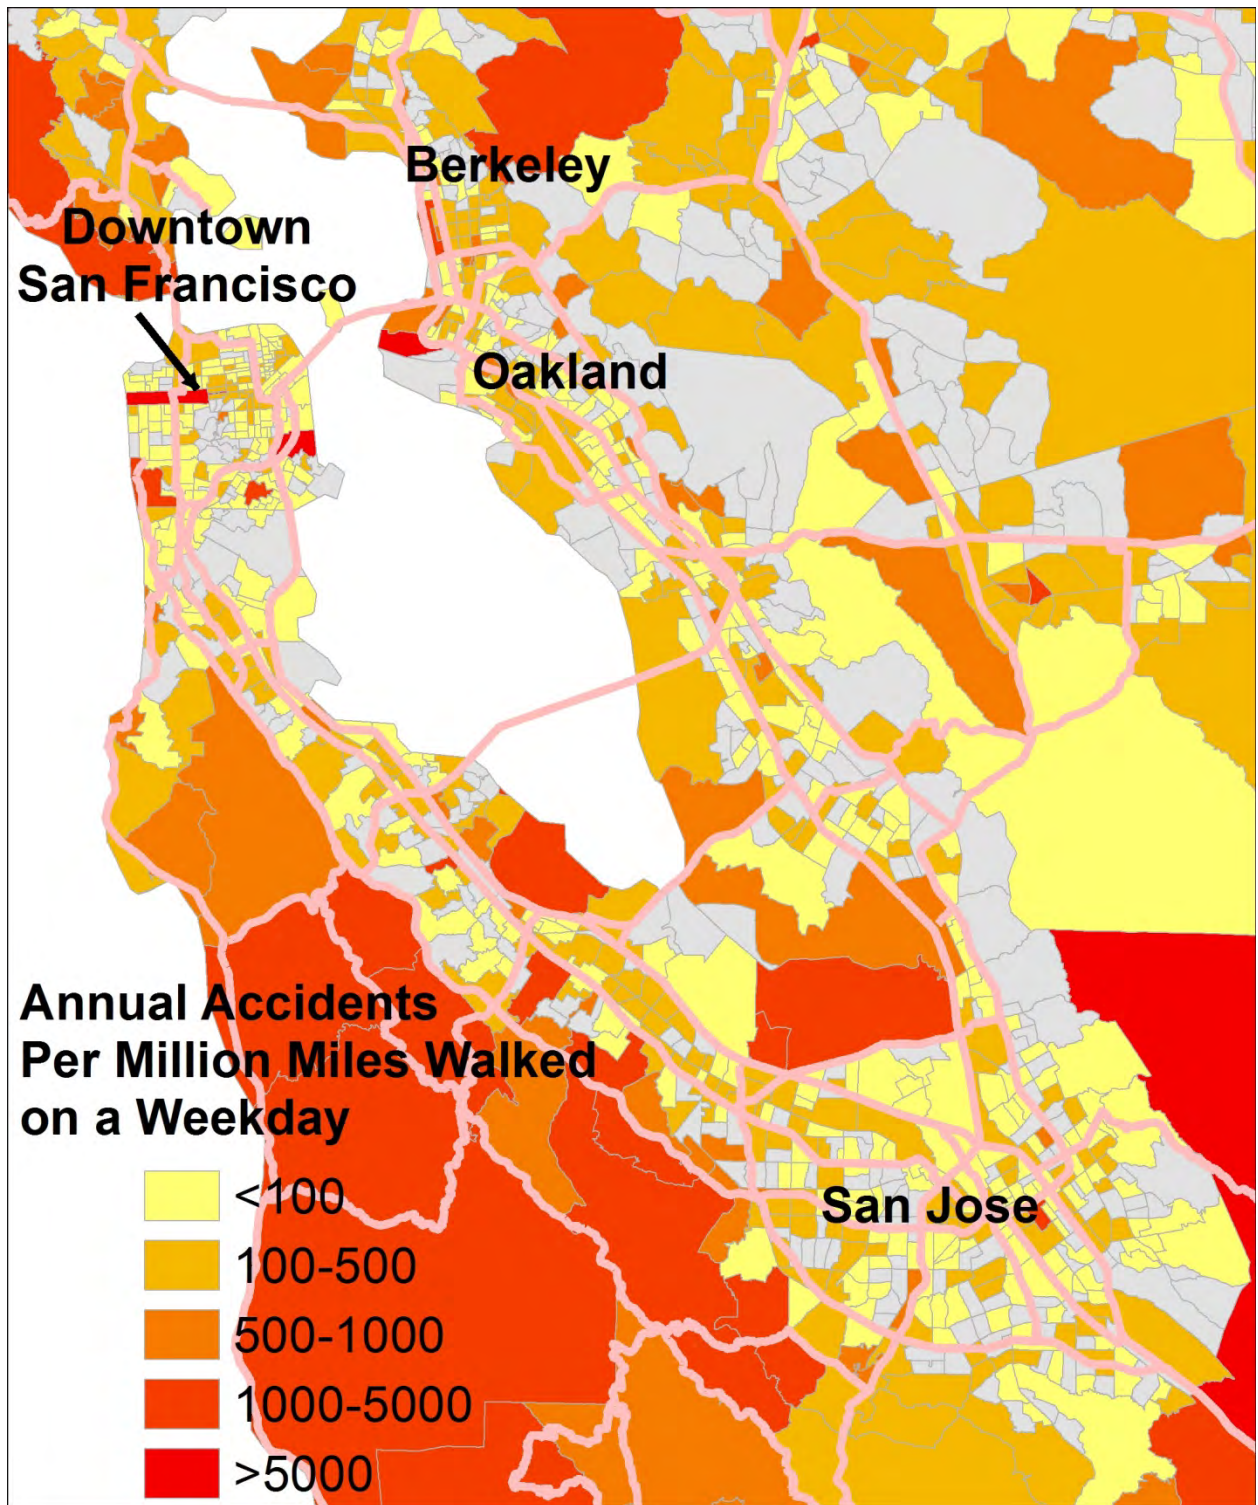 Berkeley
Downtown
San Francisco
Oakland
Annual Accidents
Per Million Miles Walked
on a Weekday
<100
100-500
San Jose
500-1000
1000-5000
>5000